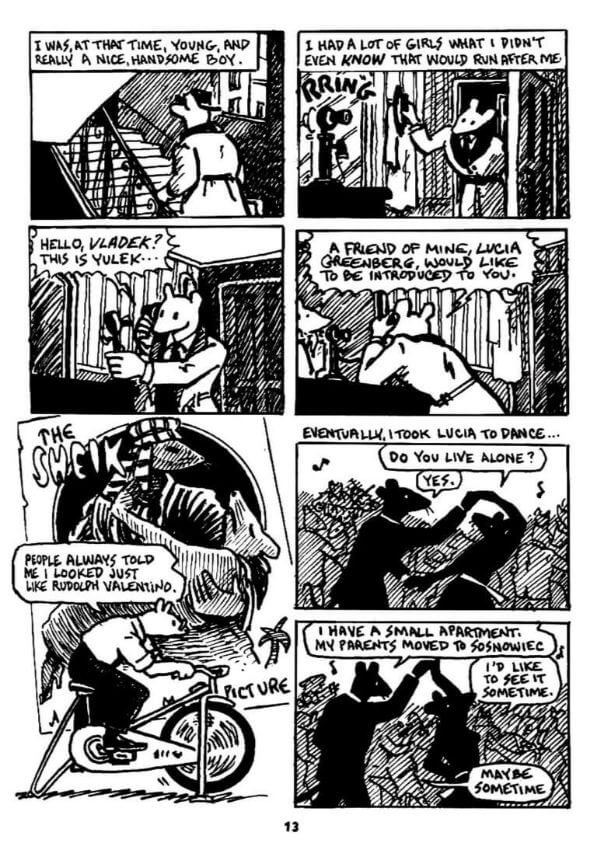 I WAS, AT THAT TIME, YOUNG, AND
REALLY A NICE, HANDSOME BOY.
I HAD A LOT OF GIRLS WHAT I DIDN'T
EVEN KNOW THAT WOULD RUN AFTER ME.
RRING
HELLO, VLADEK?
THIS IS YULEK...
A FRIEND OF MINE, LUCIA
GREENBERG, WOULD LIKE
TO BE INTRODUCED TO YOU.
THE
SHEIK
PEOPLE ALWAYS TOLD
ME I LOOKED JUST
LIKE RUDOLPH VALENTINO.
PICTURE
EVENTUALLY, I TOOK LUCIA TO DANCE...
DO YOU LIVE ALONE?
YES.
I HAVE A SMALL APARTMENT.
MY PARENTS MOVED TO SOSNOWIEC
I'D LIKE
TO SEE IT
SOMETIME.
MAYBE
SOMETIME
13